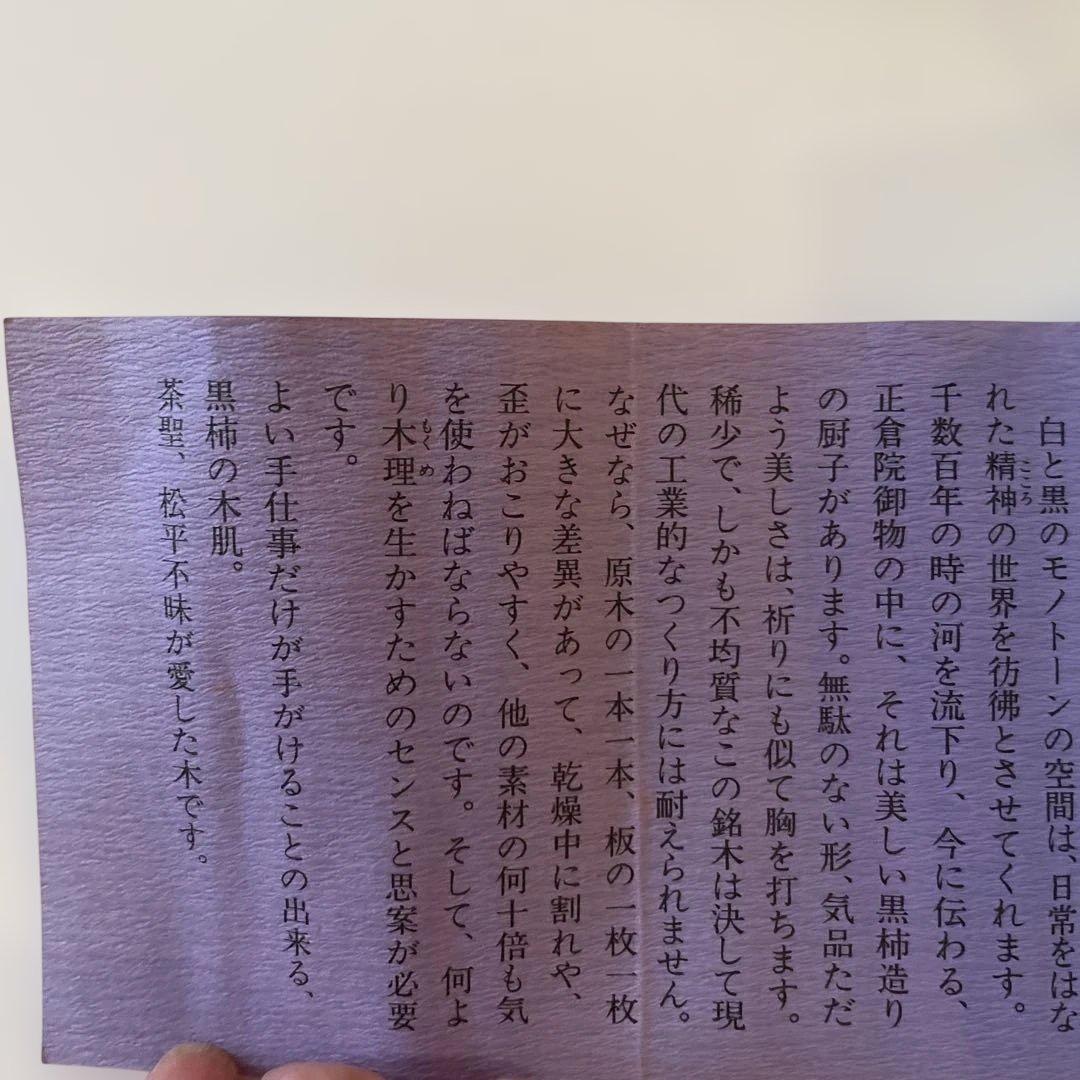 白と黒のモノトーンの空間は、日常をはな
れた精神の世界を彷彿とさせてくれます。
こころ
千数百年の時の河を流下り、今に伝わる、
正倉院御物の中に、それは美しい黒柿造り
の厨子があります。無駄のない形、気品ただ
よう美しさは、祈りにも似て胸を打ちます。
稀少で、しかも不均質なこの銘木は決して現
代の工業的なつくり方には耐えられません。
なぜなら、原木の一本一本、板の一枚一枚
に大きな差異があって、乾燥中に割れや、
歪がおこりやすく、他の素材の何十倍も気
を使わねばならないのです。そして、何よ
り木理を生かすためのセンスと思案が必要
もくめ
です。
よい手仕事だけが手がけることの出来る、
黒柿の木肌。
茶聖、松平不昧が愛した木です。